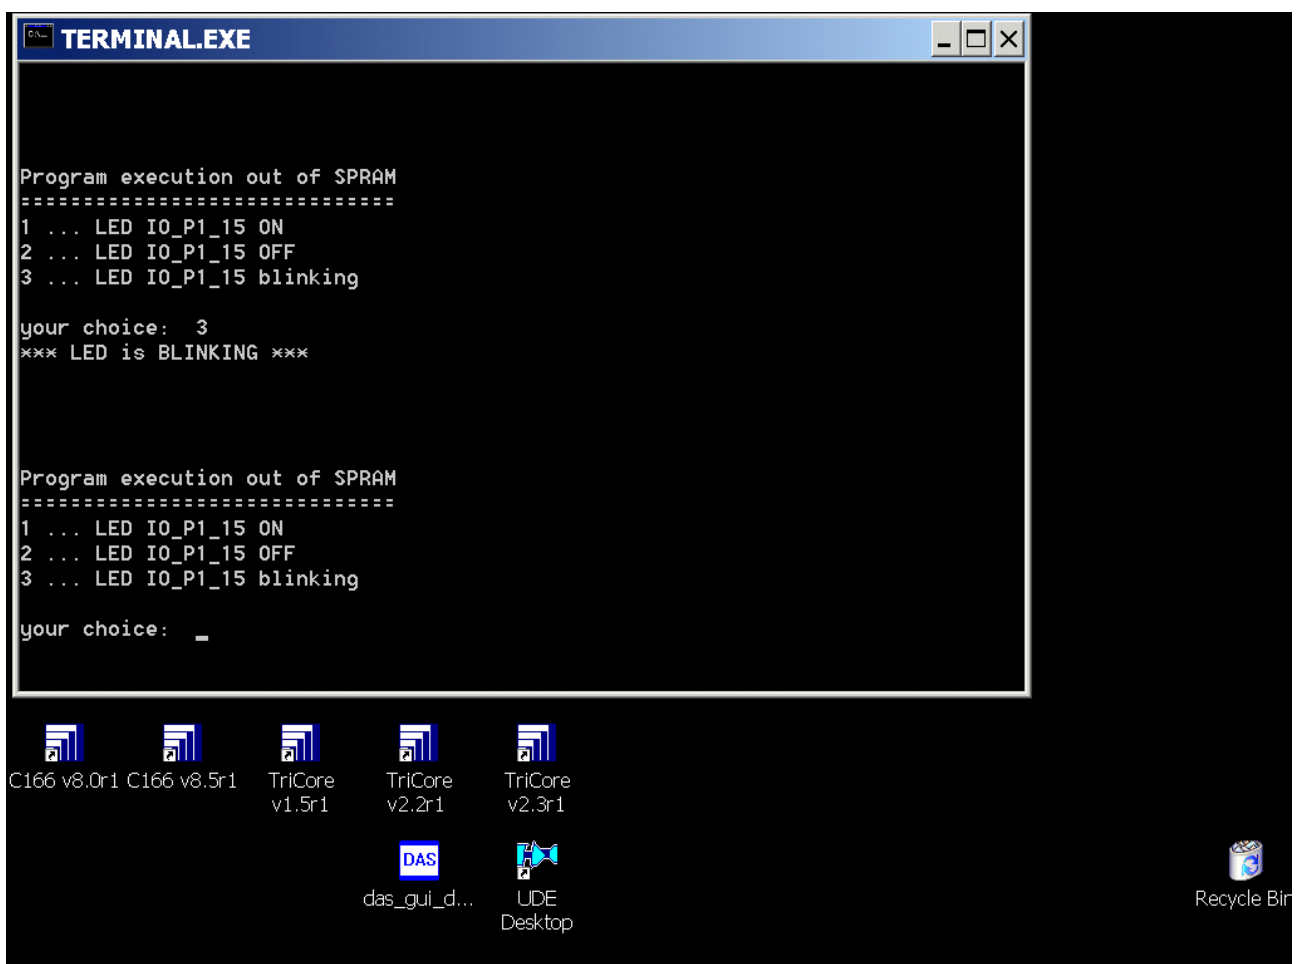 TERMINAL.EXE
Program execution out of SPRAM
==============================
1 ... LED IO_P1_15 ON
2 ... LED IO_P1_15 OFF
3 ... LED IO_P1_15 blinking
your choice:  3
*** LED is BLINKING ***
Program execution out of SPRAM
==============================
1 ... LED IO_P1_15 ON
2 ... LED IO_P1_15 OFF
3 ... LED IO_P1_15 blinking
your choice:  _
C166 v8.0r1 C166 v8.5r1 TriCore TriCore TriCore
v1.5r1 v2.2r1 v2.3r1
DAS
das_gui_d... UDE Recycle Bin
Desktop